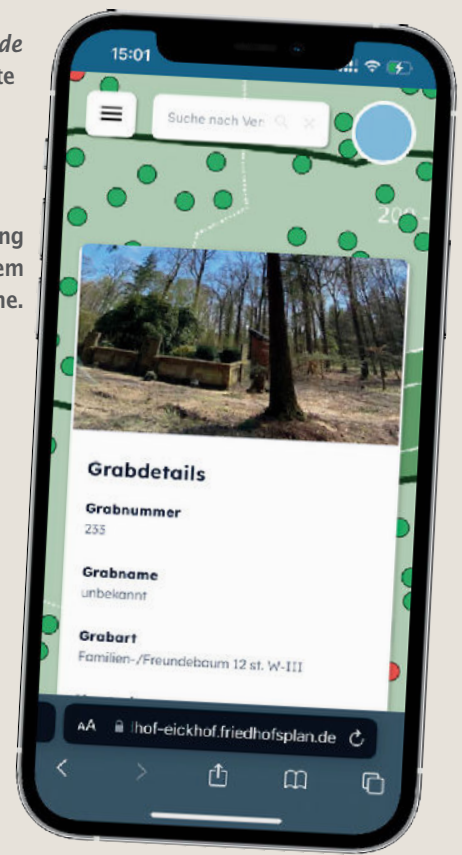 de
te
ng
em
ne.
15:01
Suche nach Ver
200
Grabdetails
Grabnummer
233
Grabname
unbekannt
Grabart
Familien-/Freundebaum 12 st. W-III
AA hof-eickhof.friedhofsplan.de